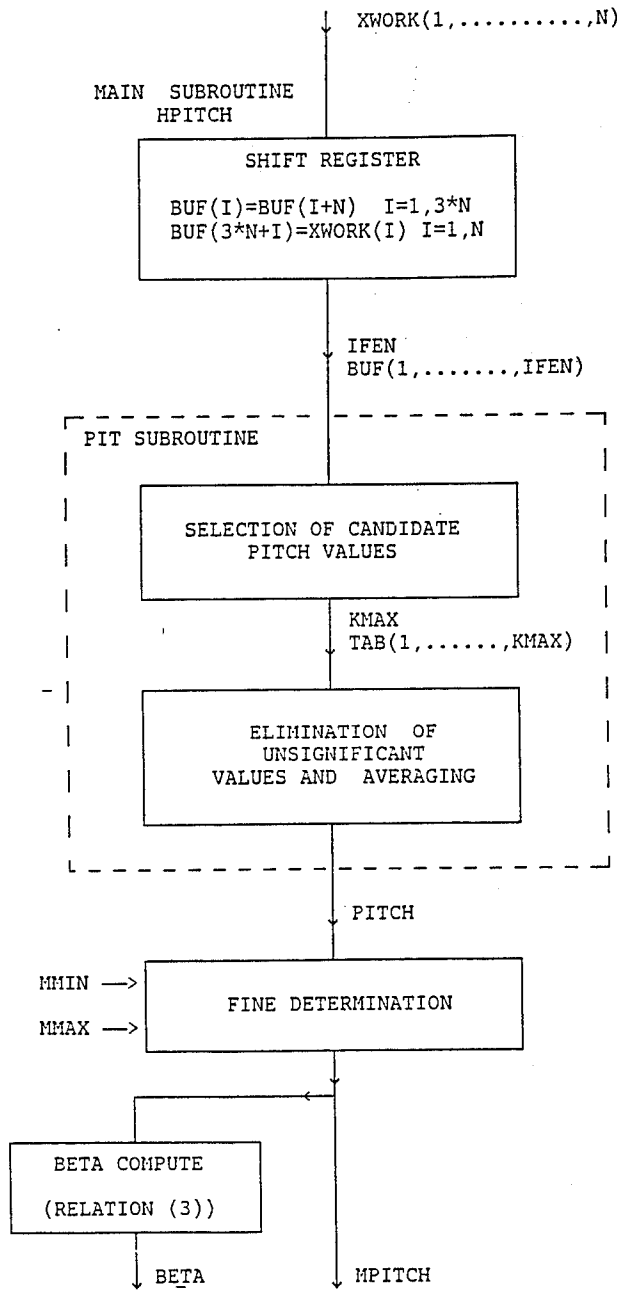 XWORK(1,..........,N)
MAIN SUBROUTINE
HPITCH
SHIFT REGISTER
BUF(I)=BUF(I+N) I=1,3*N
BUF(3*N+I)=XWORK(I) I=1,N
IFEN
BUF(1,.......,IFEN)
PIT SUBROUTINE
SELECTION OF CANDIDATE
PITCH VALUES
KMAX
TAB(1,......,KMAX)
ELIMINATION OF
UNSIGNIFICANT
VALUES AND AVERAGING
PITCH
MMIN
FINE DETERMINATION
MMAX
BETA COMPUTE
(RELATION (3))
BETA
MPITCH